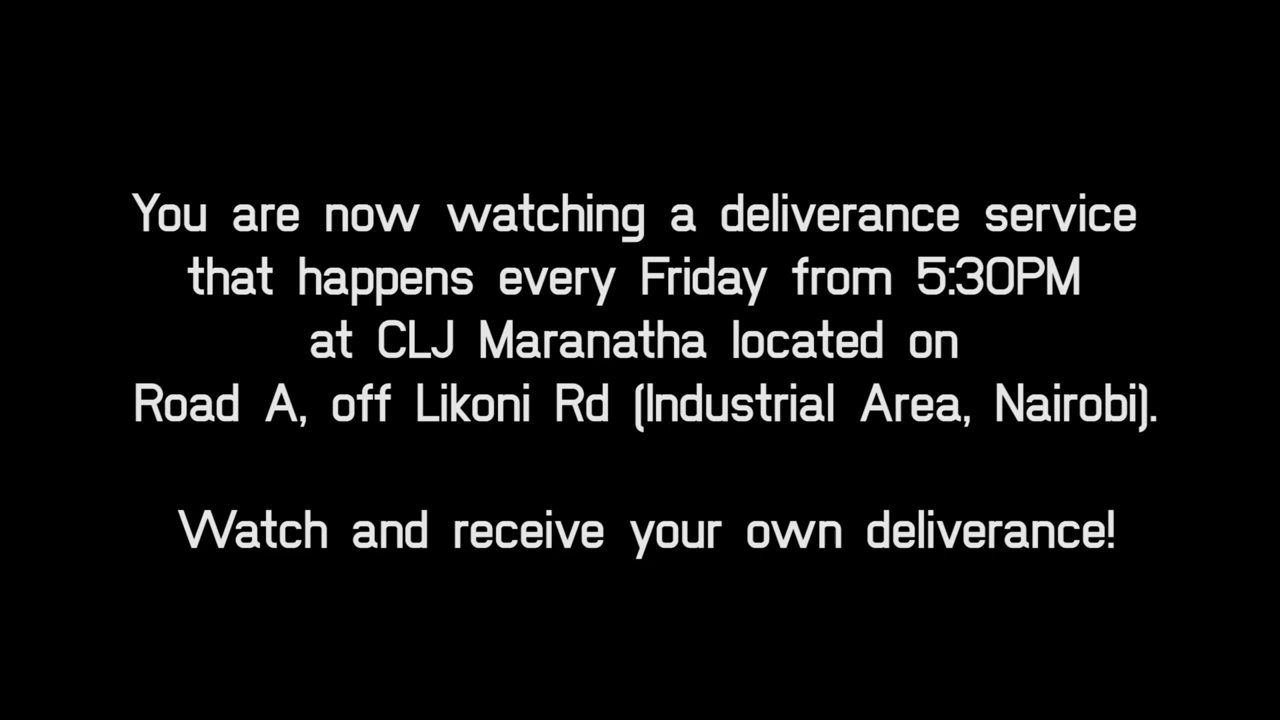 You are now watching a deliverance service
that happens every Friday from 5:30PM
at CLJ Maranatha located on
Road A, off Likoni Rd (Industrial Area, Nairobi).
Watch and receive your own deliverance!